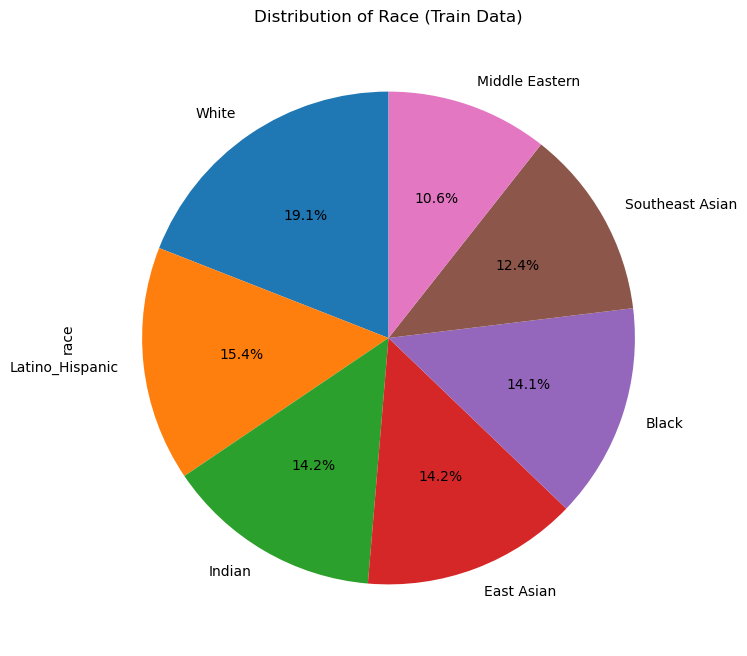 Distribution of Race (Train Data)
Middle Eastern
White
Southeast Asian
10.6%
19.1%
12.4%
race
Latino_Hispanic
15.4%
14.1%
Black
14.2%
14.2%
Indian
East Asian